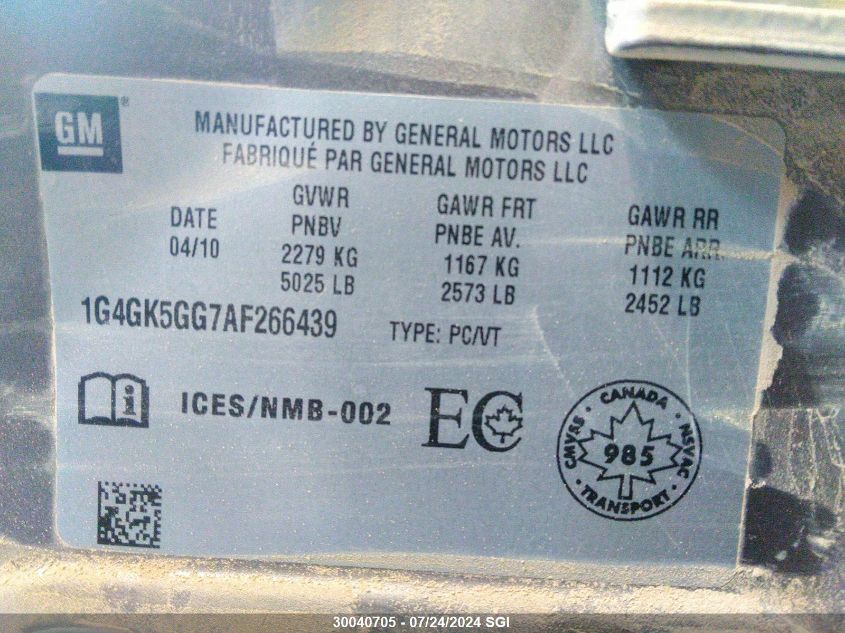 GM®
MANUFACTURED BY GENERAL MOTORS LLC
FABRIQUÉ PAR GENERAL MOTORS LLC
DATE
04/10
GVWR
PNBV
2279 KG
5025 LB
GAWR FRT
PNBE AV.
1167 KG
2573 LB
GAWR RR
PNBE ARR.
1112 KG
2452 LB
1G4GK5GG7AF266439
TYPE: PC/VT
i
ICES/NMB-002
EC
CMVSS · CANADA · NSVAC
985
· TRANSPORT ·
30040705 - 07/24/2024 SGI